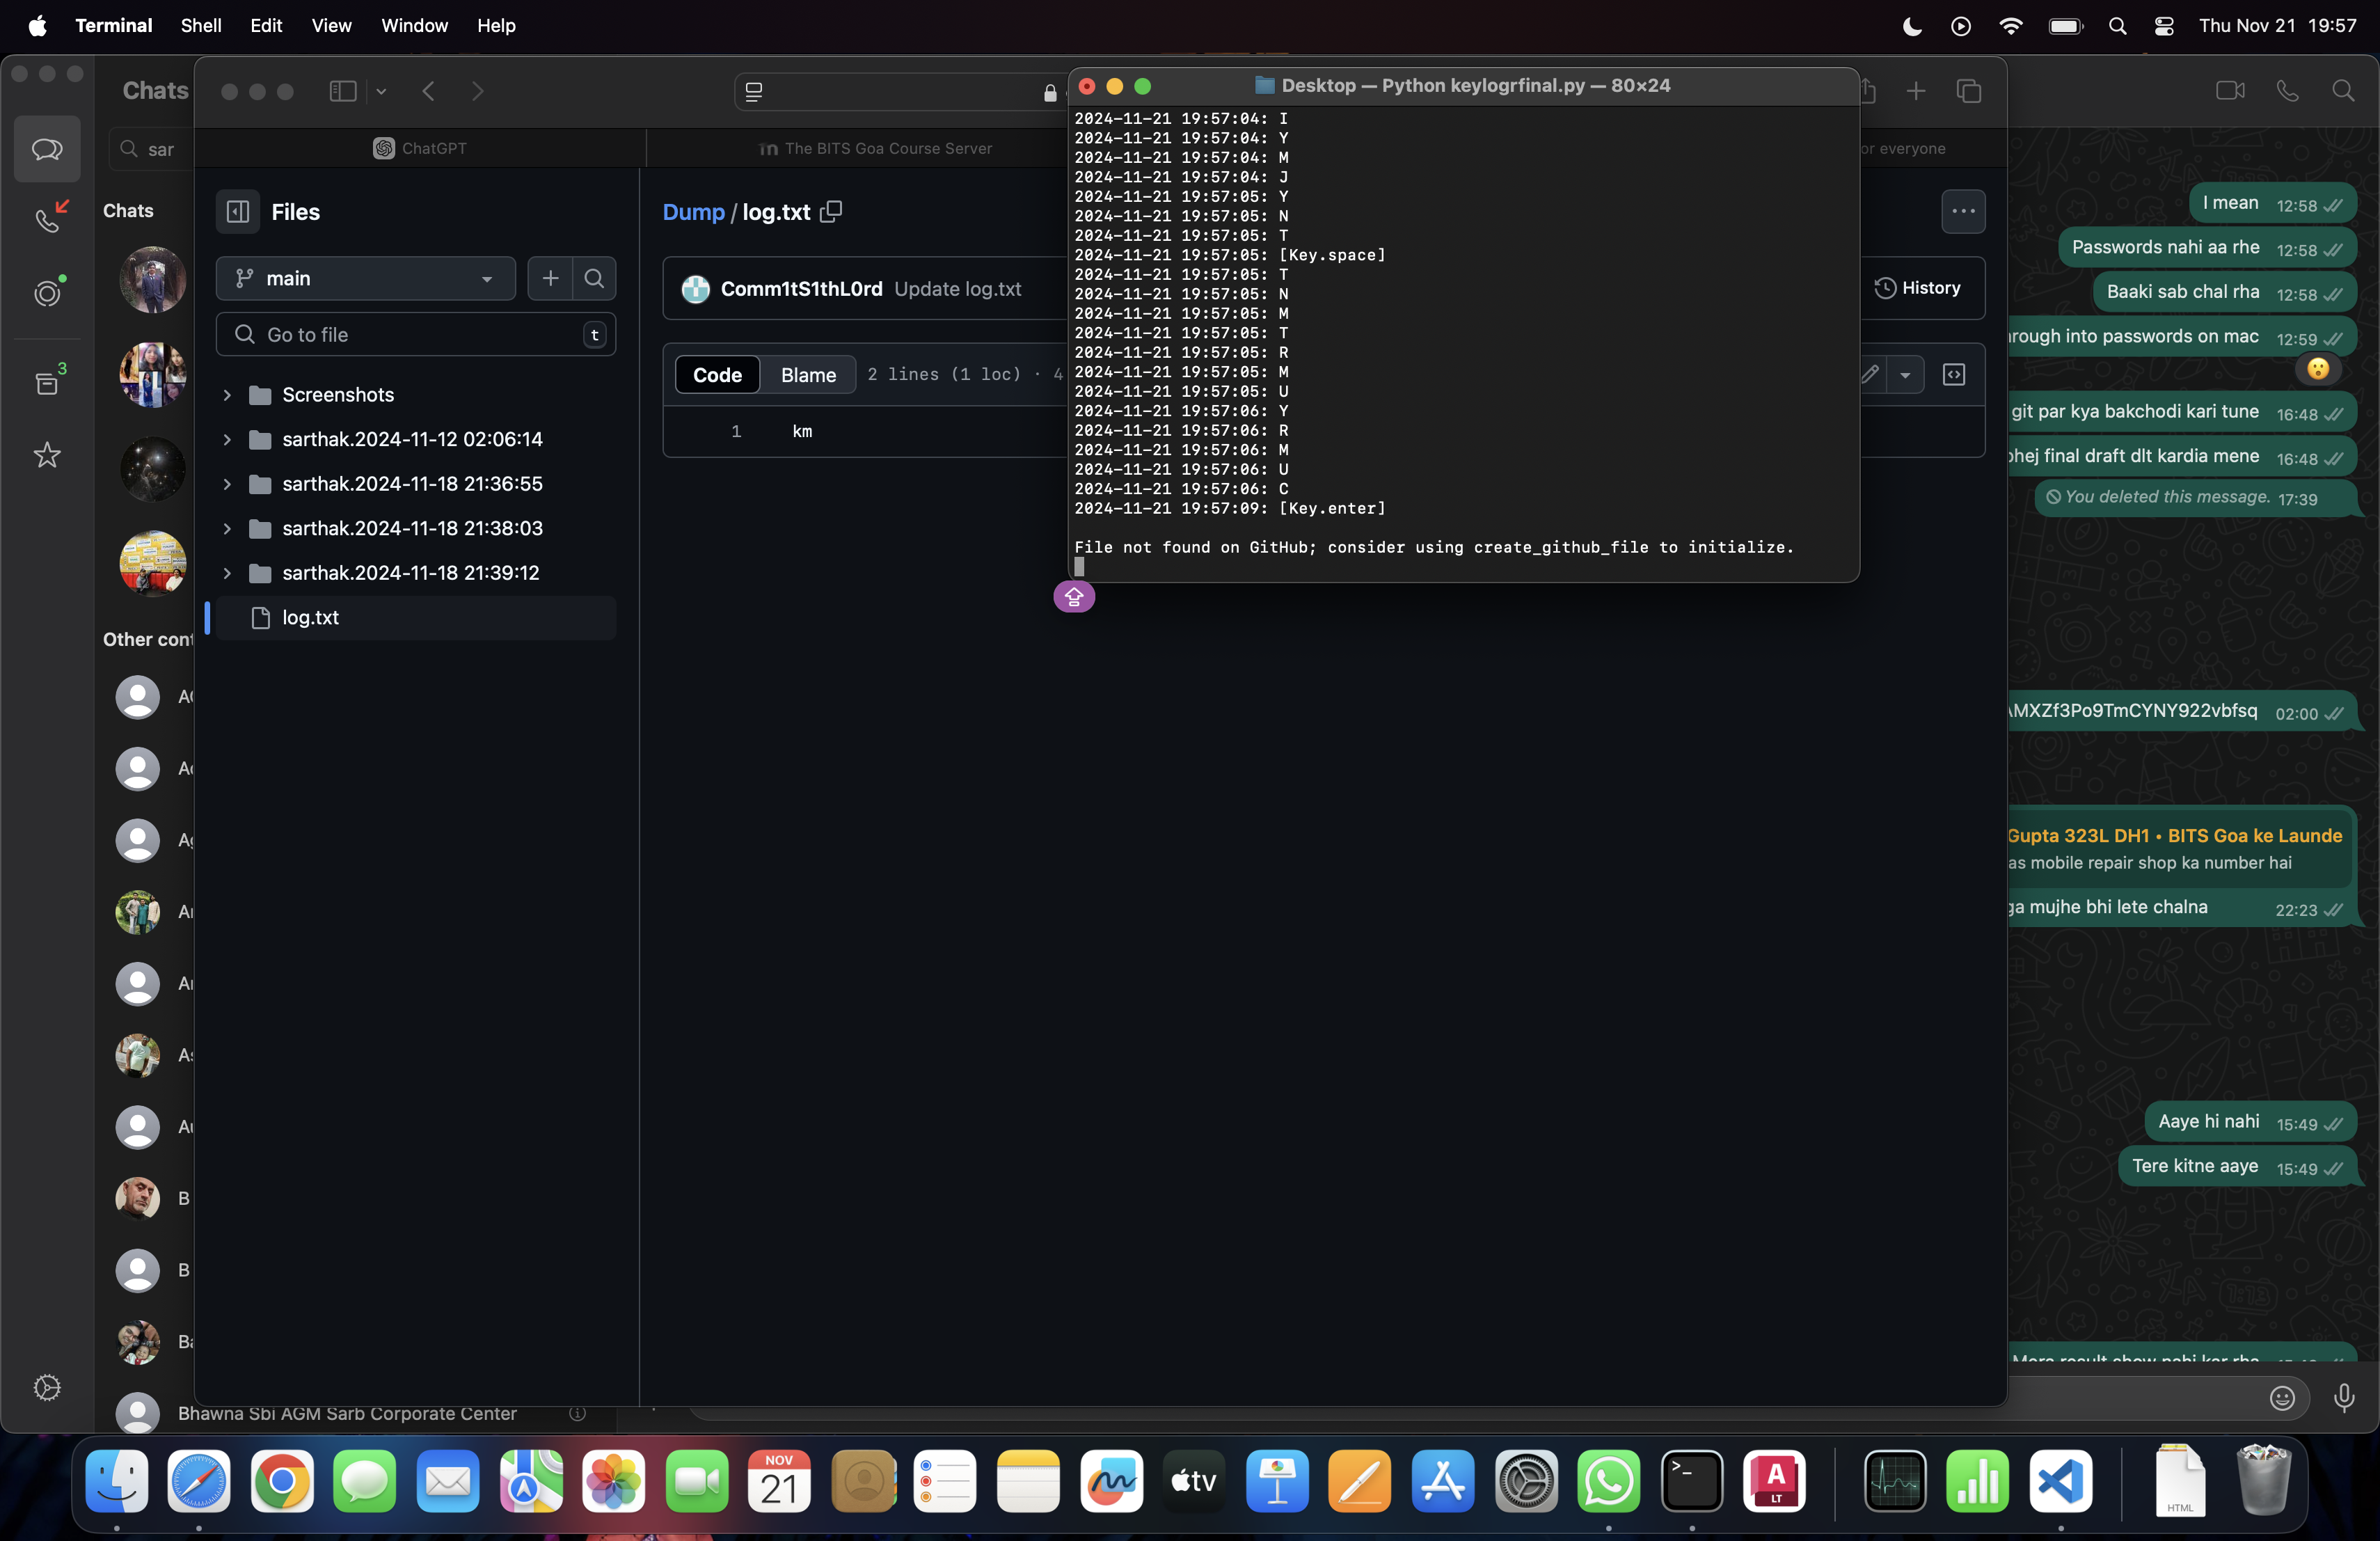 Terminal Shell Edit View Window Help
Thu Nov 21 19:57
Chats
sar
Chats
Other cont
Bhawna Sbi AGM Sarb Corporate Center
ChatGPT
The BITS Goa Course Server
or everyone
Files
main
Go to file
t
Screenshots
sarthak.2024-11-12 02:06:14
sarthak.2024-11-18 21:36:55
sarthak.2024-11-18 21:38:03
sarthak.2024-11-18 21:39:12
log.txt
Dump / log.txt
Comm1tS1thL0rd Update log.txt
History
Code Blame 2 lines (1 loc) · 4
1 km
Desktop — Python keylogrfinal.py — 80×24
2024-11-21 19:57:04: I
2024-11-21 19:57:04: Y
2024-11-21 19:57:04: M
2024-11-21 19:57:04: J
2024-11-21 19:57:05: Y
2024-11-21 19:57:05: N
2024-11-21 19:57:05: T
2024-11-21 19:57:05: [Key.space]
2024-11-21 19:57:05: T
2024-11-21 19:57:05: N
2024-11-21 19:57:05: M
2024-11-21 19:57:05: T
2024-11-21 19:57:05: R
2024-11-21 19:57:05: M
2024-11-21 19:57:05: U
2024-11-21 19:57:06: Y
2024-11-21 19:57:06: R
2024-11-21 19:57:06: M
2024-11-21 19:57:06: U
2024-11-21 19:57:06: C
2024-11-21 19:57:09: [Key.enter]
File not found on GitHub; consider using create_github_file to initialize.
I mean 12:58
Passwords nahi aa rhe 12:58
Baaki sab chal rha 12:58
rough into passwords on mac 12:59
git par kya bakchodi kari tune 16:48
final draft dlt kardia mene 16:48
You deleted this message. 17:39
MXZf3Po9TmCYNY922vbfsq 02:00
Gupta 323L DH1 • BITS Goa ke Launde
as mobile repair shop ka number hai
ga mujhe bhi lete chalna 22:23
Aaye hi nahi 15:49
Tere kitne aaye 15:49
3
NOV
21
tv
A
LT
HTML